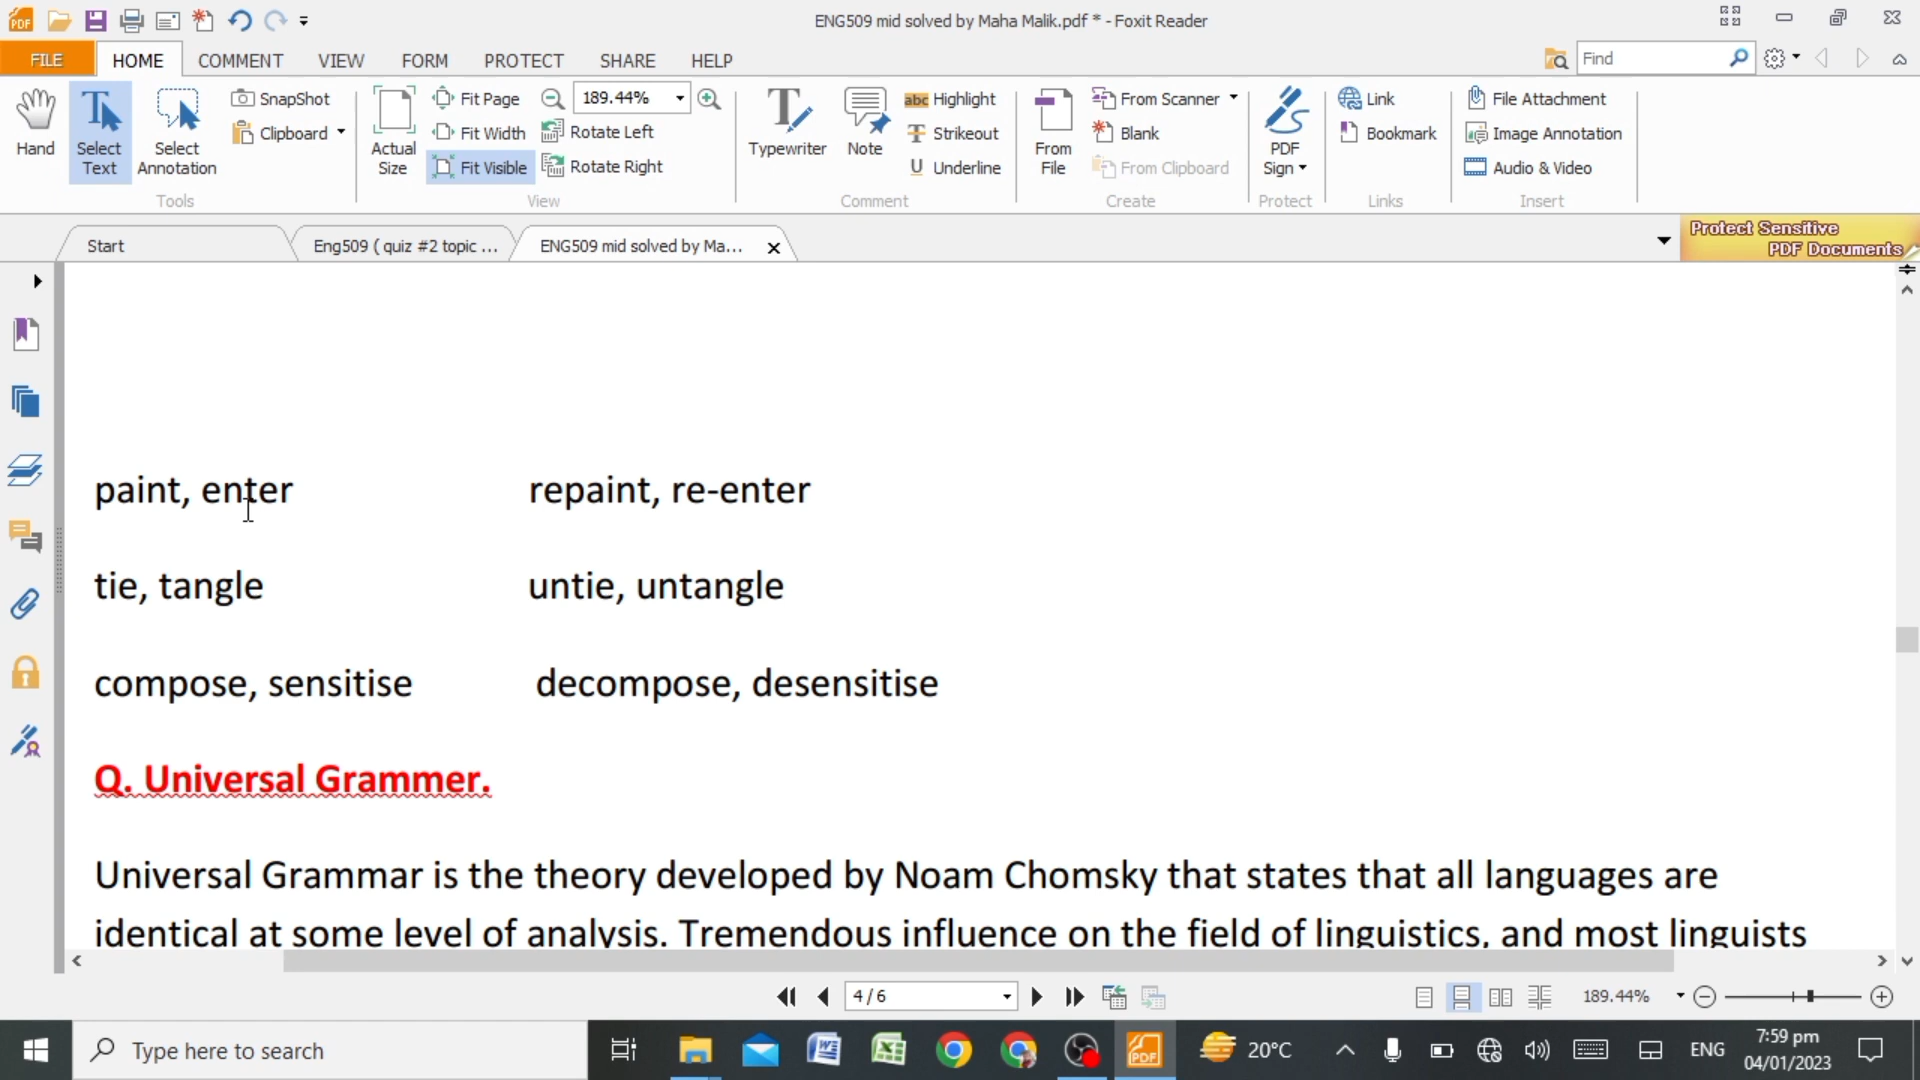 ENG509 mid solved by Maha Malik.pdf * - Foxit Reader
FILE HOME COMMENT VIEW FORM PROTECT SHARE HELP Find
Hand
Select Text
Select Annotation
SnapShot
Clipboard
Tools
Actual Size
Fit Page
Fit Width
Fit Visible
189.44%
Rotate Left
Rotate Right
View
Typewriter
Note
abc Highlight
Strikeout
Underline
Comment
From File
From Scanner
Blank
From Clipboard
Create
PDF Sign
Protect
Link
Bookmark
Links
File Attachment
Image Annotation
Audio & Video
Insert
Start
Eng509 ( quiz #2 topic ...
ENG509 mid solved by Ma...
Protect Sensitive
PDF Documents
paint, enter repaint, re-enter
tie, tangle untie, untangle
compose, sensitise decompose, desensitise
Q. Universal Grammer.
Universal Grammar is the theory developed by Noam Chomsky that states that all languages are
identical at some level of analysis. Tremendous influence on the field of linguistics, and most linguists
4 / 6
189.44%
Type here to search
20°C
ENG
7:59 pm
04/01/2023